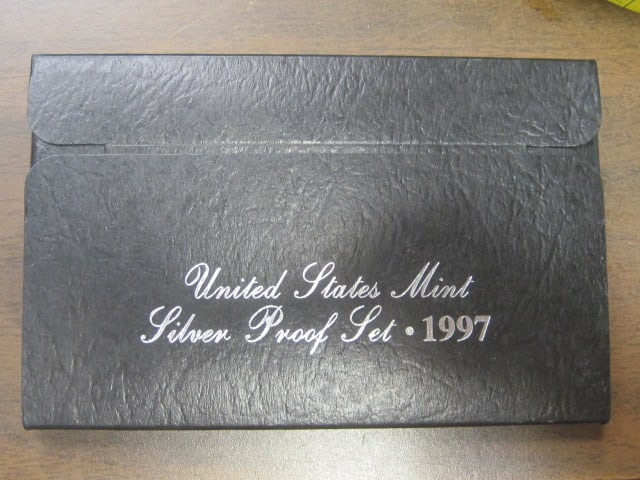 United States Mint
Silver Proof Set • 1997